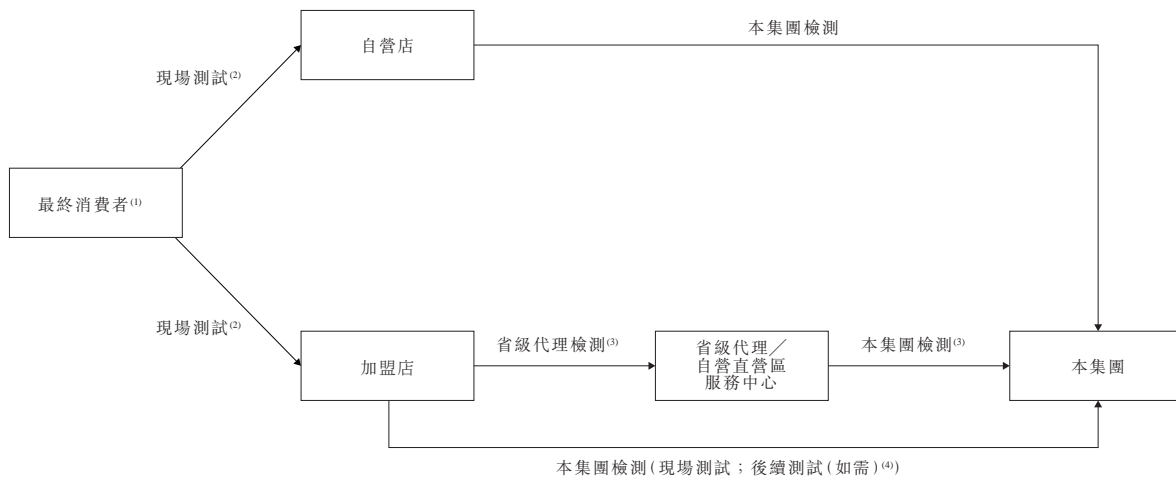 自營店
本集團檢測
現場測試(2)
最終消費者(1)
現場測試(2)
加盟店
省級代理檢測(3)
省級代理／
自營直營區
服務中心
本集團檢測(3)
本集團
本集團檢測(現場測試；後續測試(如需)(4))